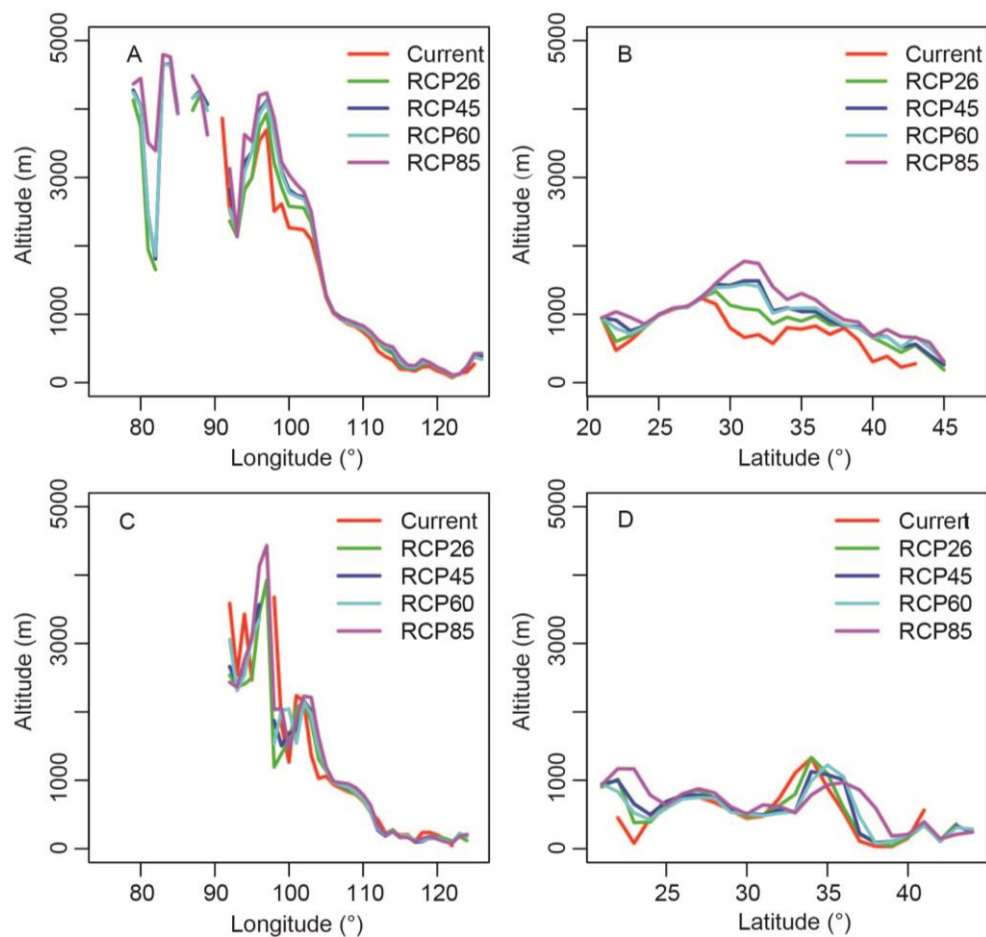 A
Current
RCP26
RCP45
RCP60
RCP85
5000
3000
1000
0
Altitude (m)
80 90 100 110 120
Longitude (°)
B
Current
RCP26
RCP45
RCP60
RCP85
5000
3000
1000
0
Altitude (m)
20 25 30 35 40 45
Latitude (°)
C
Current
RCP26
RCP45
RCP60
RCP85
5000
3000
1000
0
Altitude (m)
80 90 100 110 120
Longitude (°)
D
Current
RCP26
RCP45
RCP60
RCP85
5000
3000
1000
0
Altitude (m)
25 30 35 40
Latitude (°)